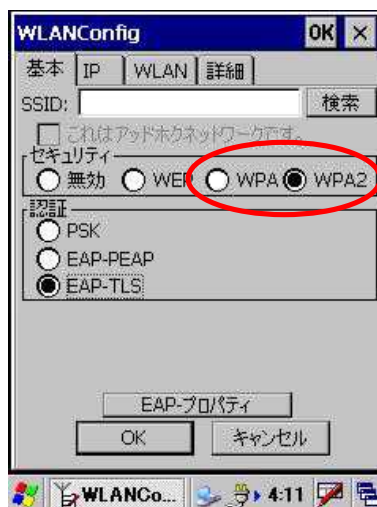 WLANConfig OK ×
基本 IP WLAN 詳細
SSID: 検索
これはアッドホクネットワークです。
セキュリティ
無効 WEP WPA WPA2
認証
PSK
EAP-PEAP
EAP-TLS
EAP-プロパティ
OK キャンセル
WLANCo... 4:11